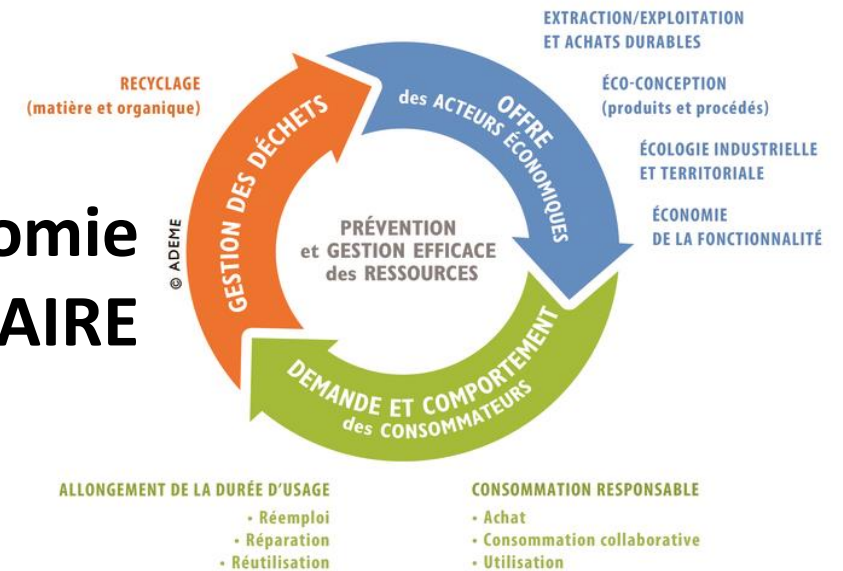 EXTRACTION/EXPLOITATION
ET ACHATS DURABLES
RECYCLAGE
(matière et organique)
ÉCO-CONCEPTION
(produits et procédés)
ÉCOLOGIE INDUSTRIELLE
ET TERRITORIALE
ÉCONOMIE
DE LA FONCTIONNALITÉ
OFFRE
des ACTEURS ÉCONOMIQUES
GESTION DES DÉCHETS
PRÉVENTION
et GESTION EFFICACE
des RESSOURCES
omie
AIRE
© ADEME
DEMANDE ET COMPORTEMENT
des CONSOMMATEURS
ALLONGEMENT DE LA DURÉE D'USAGE
• Réemploi
• Réparation
• Réutilisation
CONSOMMATION RESPONSABLE
• Achat
• Consommation collaborative
• Utilisation